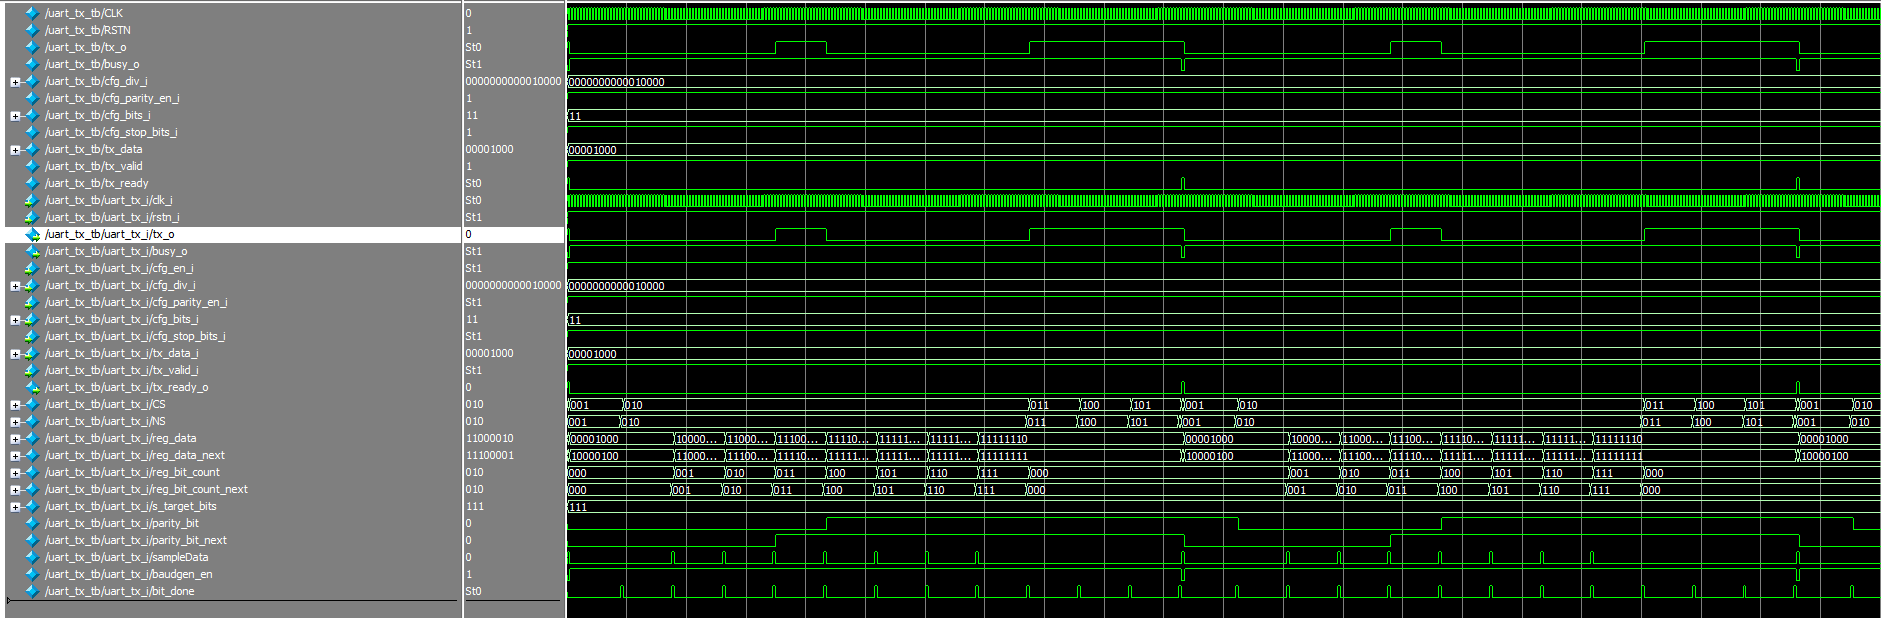 /uart_tx_tb/CLK 0
/uart_tx_tb/RSTN 1
/uart_tx_tb/tx_o St0
/uart_tx_tb/busy_o St1
/uart_tx_tb/cfg_div_i 0000000000010000 0000000000010000
/uart_tx_tb/cfg_parity_en_i 1
/uart_tx_tb/cfg_bits_i 11 11
/uart_tx_tb/cfg_stop_bits_i 1
/uart_tx_tb/tx_data 00001000 00001000
/uart_tx_tb/tx_valid 1
/uart_tx_tb/tx_ready St0
/uart_tx_tb/uart_tx_i/clk_i St0
/uart_tx_tb/uart_tx_i/rstn_i St1
/uart_tx_tb/uart_tx_i/tx_o 0
/uart_tx_tb/uart_tx_i/busy_o St1
/uart_tx_tb/uart_tx_i/cfg_en_i St1
/uart_tx_tb/uart_tx_i/cfg_div_i 0000000000010000 0000000000010000
/uart_tx_tb/uart_tx_i/cfg_parity_en_i St1
/uart_tx_tb/uart_tx_i/cfg_bits_i 11 11
/uart_tx_tb/uart_tx_i/cfg_stop_bits_i St1
/uart_tx_tb/uart_tx_i/tx_data_i 00001000 00001000
/uart_tx_tb/uart_tx_i/tx_valid_i St1
/uart_tx_tb/uart_tx_i/tx_ready_o 0
/uart_tx_tb/uart_tx_i/CS 010 001 010 011 100 101 001 010 011 100 101 001 010
/uart_tx_tb/uart_tx_i/NS 010 001 010 011 100 101 001 010 011 100 101 001 010
/uart_tx_tb/uart_tx_i/reg_data 11000010 00001000 10000... 11000... 11100... 11110... 11111... 11111... 11111110 00001000 10000... 11000... 11100... 11110... 11111... 11111... 11111110 00001000
/uart_tx_tb/uart_tx_i/reg_data_next 11100001 10000100 11000... 11100... 11110... 11111... 11111... 11111... 11111111 10000100 11000... 11100... 11110... 11111... 11111... 11111... 11111111 10000100
/uart_tx_tb/uart_tx_i/reg_bit_count 010 000 001 010 011 100 101 110 111 000 001 010 011 100 101 110 111 000
/uart_tx_tb/uart_tx_i/reg_bit_count_next 010 000 001 010 011 100 101 110 111 000 001 010 011 100 101 110 111 000
/uart_tx_tb/uart_tx_i/s_target_bits 111 111
/uart_tx_tb/uart_tx_i/parity_bit 0
/uart_tx_tb/uart_tx_i/parity_bit_next 0
/uart_tx_tb/uart_tx_i/sampleData 0
/uart_tx_tb/uart_tx_i/baudgen_en 1
/uart_tx_tb/uart_tx_i/bit_done St0